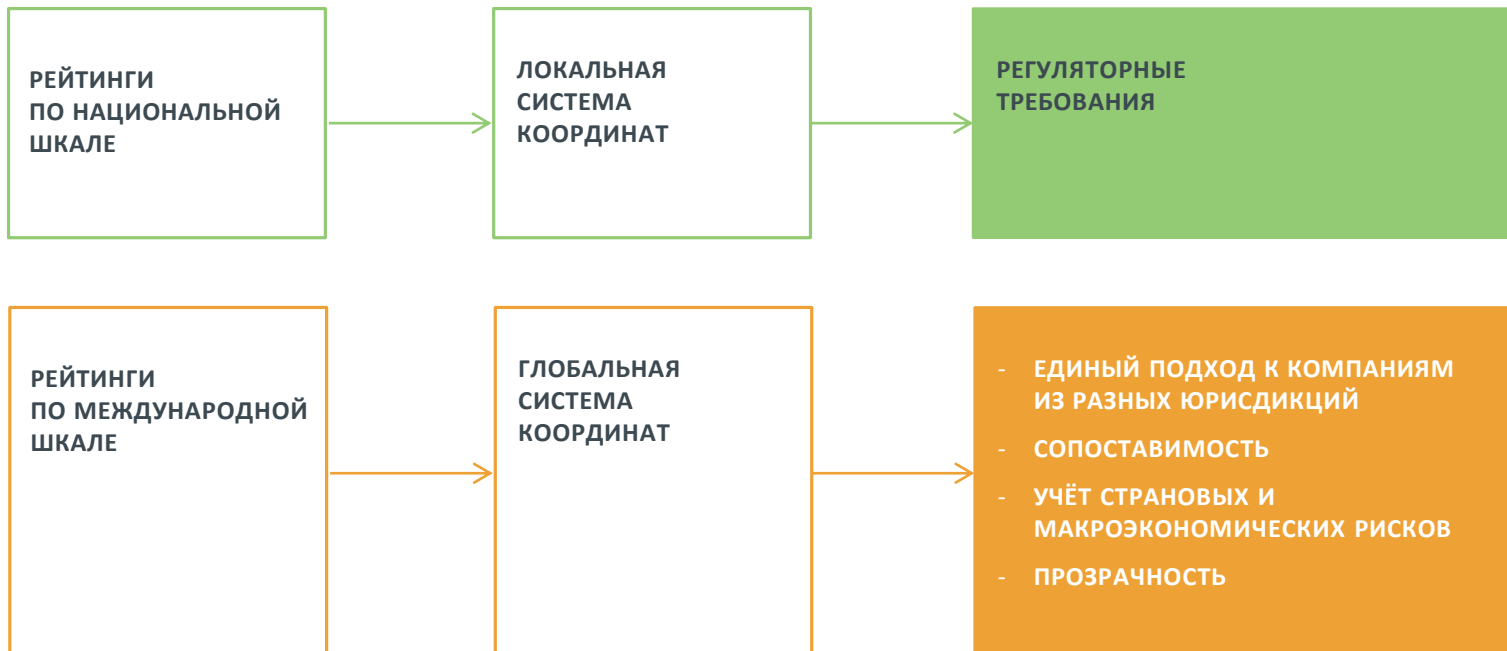 РЕЙТИНГИ
ПО НАЦИОНАЛЬНОЙ
ШКАЛЕ
ЛОКАЛЬНАЯ
СИСТЕМА
КООРДИНАТ
РЕГУЛЯТОРНЫЕ
ТРЕБОВАНИЯ
РЕЙТИНГИ
ПО МЕЖДУНАРОДНОЙ
ШКАЛЕ
ГЛОБАЛЬНАЯ
СИСТЕМА
КООРДИНАТ
- ЕДИНЫЙ ПОДХОД К КОМПАНИЯМ
ИЗ РАЗНЫХ ЮРИСДИКЦИЙ
- СОПОСТАВИМОСТЬ
- УЧЁТ СТРАНОВЫХ И
МАКРОЭКОНОМИЧЕСКИХ РИСКОВ
- ПРОЗРАЧНОСТЬ